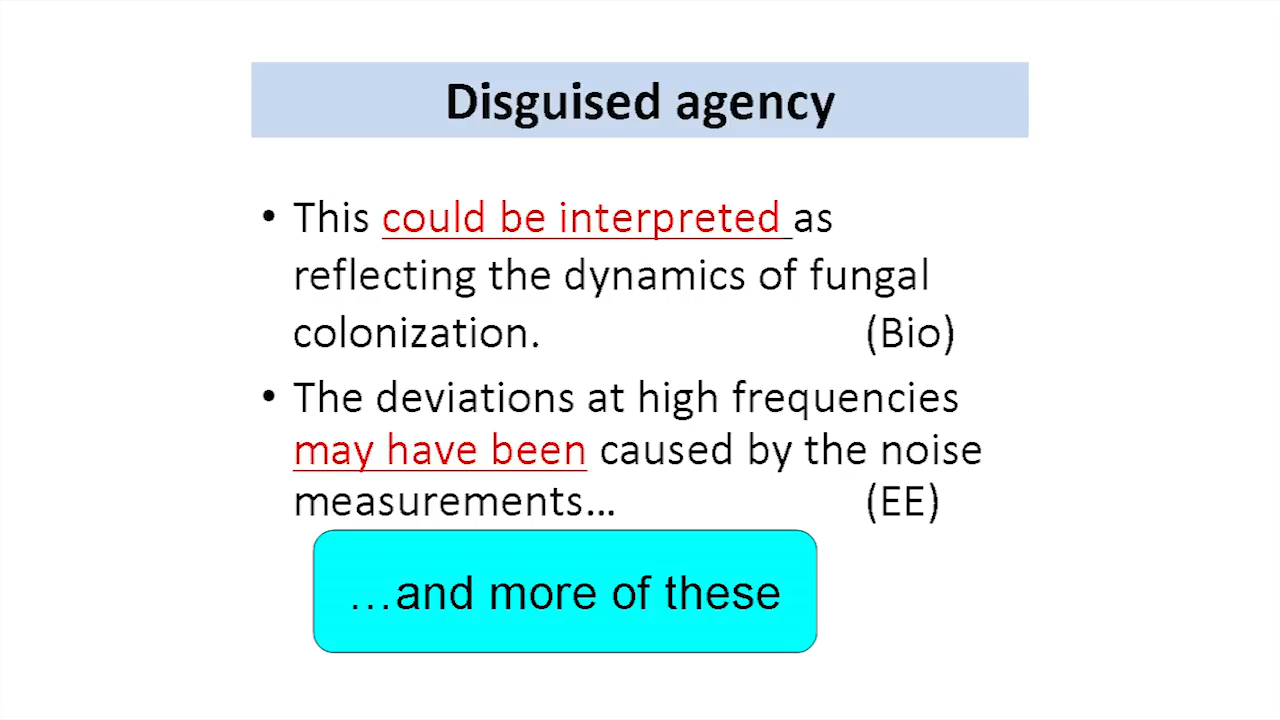 Disguised agency
• This could be interpreted as
reflecting the dynamics of fungal
colonization. (Bio)
• The deviations at high frequencies
may have been caused by the noise
measurements… (EE)
…and more of these